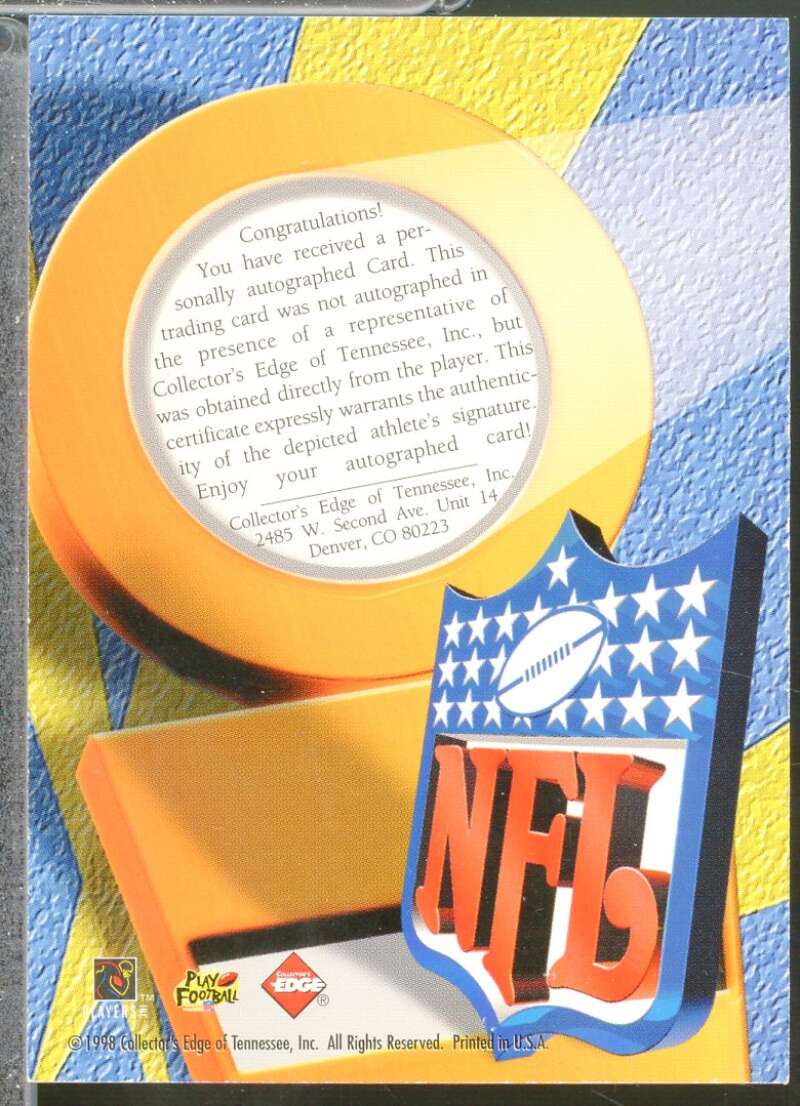 Congratulations!
You have received a per-
sonally autographed Card. This
trading card was not autographed in
the presence of a representative of
Collector's Edge of Tennessee, Inc., but
was obtained directly from the player. This
certificate expressly warrants the authentic-
ity of the depicted athlete's signature.
Enjoy your autographed card!
Collector's Edge of Tennessee, Inc.
2485 W. Second Ave. Unit 14
Denver, CO 80223
NFL
PLAYERS INC ™
PLAY
FOOTBALL
COLLECTOR'S
EDGE ®
©1998 Collector's Edge of Tennessee, Inc. All Rights Reserved. Printed in U.S.A.